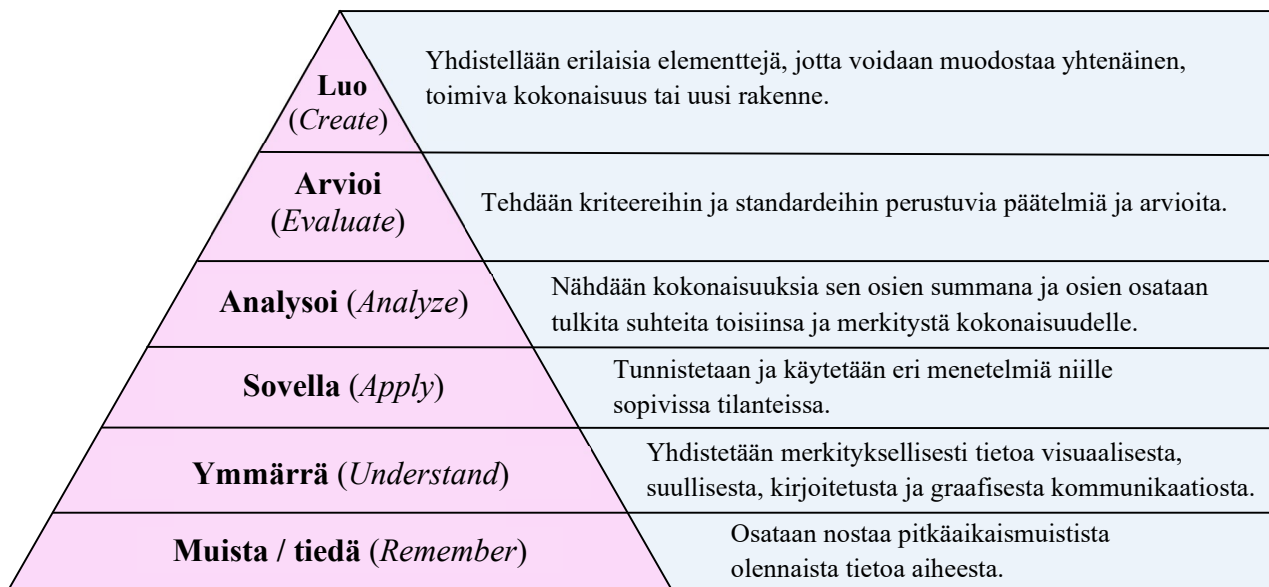 Luo
(Create)
Yhdistellään erilaisia elementtejä, jotta voidaan muodostaa yhtenäinen,
toimiva kokonaisuus tai uusi rakenne.
Arvioi
(Evaluate)
Tehdään kriteereihin ja standardeihin perustuvia päätelmiä ja arvioita.
Analysoi (Analyze)
Nähdään kokonaisuuksia sen osien summana ja osien osataan
tulkita suhteita toisiinsa ja merkitystä kokonaisuudelle.
Sovella (Apply)
Tunnistetaan ja käytetään eri menetelmiä niille
sopivissa tilanteissa.
Ymmärrä (Understand)
Yhdistetään merkityksellisesti tietoa visuaalisesta,
suullisesta, kirjoitetusta ja graafisesta kommunikaatiosta.
Muista / tiedä (Remember)
Osataan nostaa pitkäaikaismuistista
olennaista tietoa aiheesta.